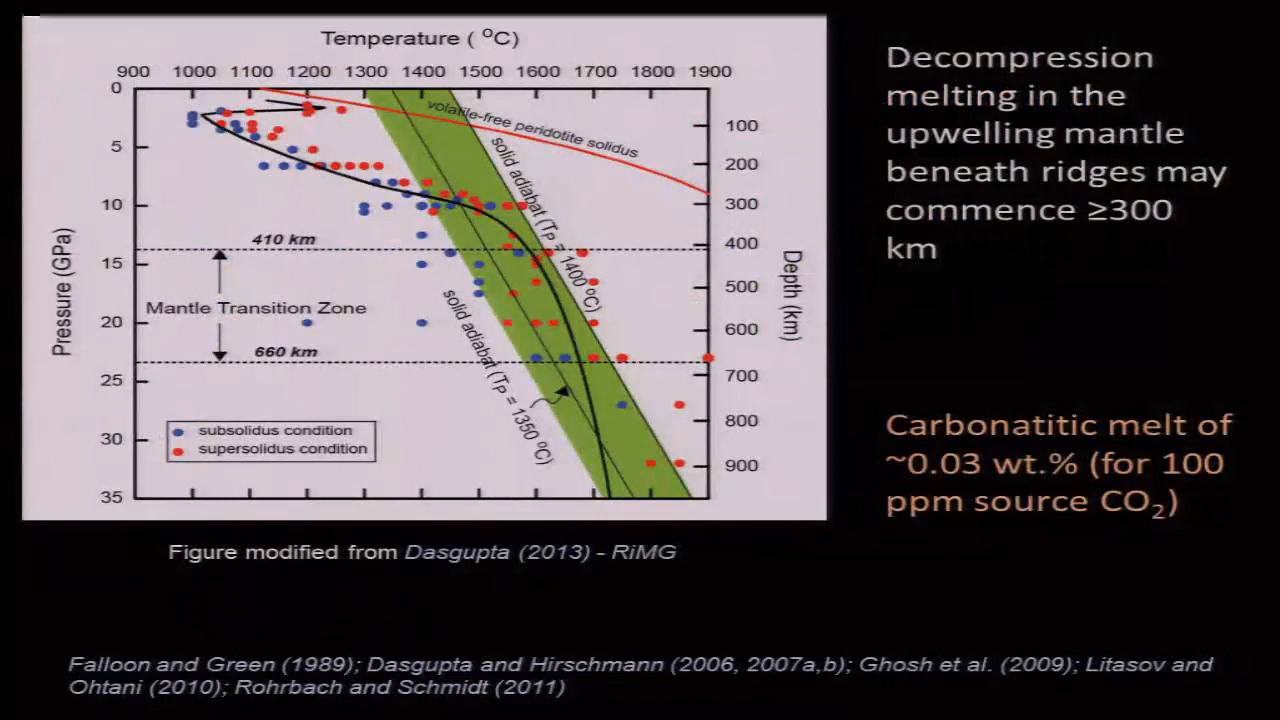 Temperature ( °C)
900 1000 1100 1200 1300 1400 1500 1600 1700 1800 1900
0
5
10
15
20
25
30
35
Pressure (GPa)
100
200
300
400
500
600
700
800
900
Depth (km)
volatile-free peridotite solidus
solid adiabat (TP = 1400 °C)
solid adiabat (TP = 1350 °C)
410 km
Mantle Transition Zone
660 km
subsolidus condition
supersolidus condition
Figure modified from Dasgupta (2013) - RiMG
Decompression
melting in the
upwelling mantle
beneath ridges may
commence ≥300
km
Carbonatitic melt of
~0.03 wt.% (for 100
ppm source CO₂)
Falloon and Green (1989); Dasgupta and Hirschmann (2006, 2007a,b); Ghosh et al. (2009); Litasov and
Ohtani (2010); Rohrbach and Schmidt (2011)